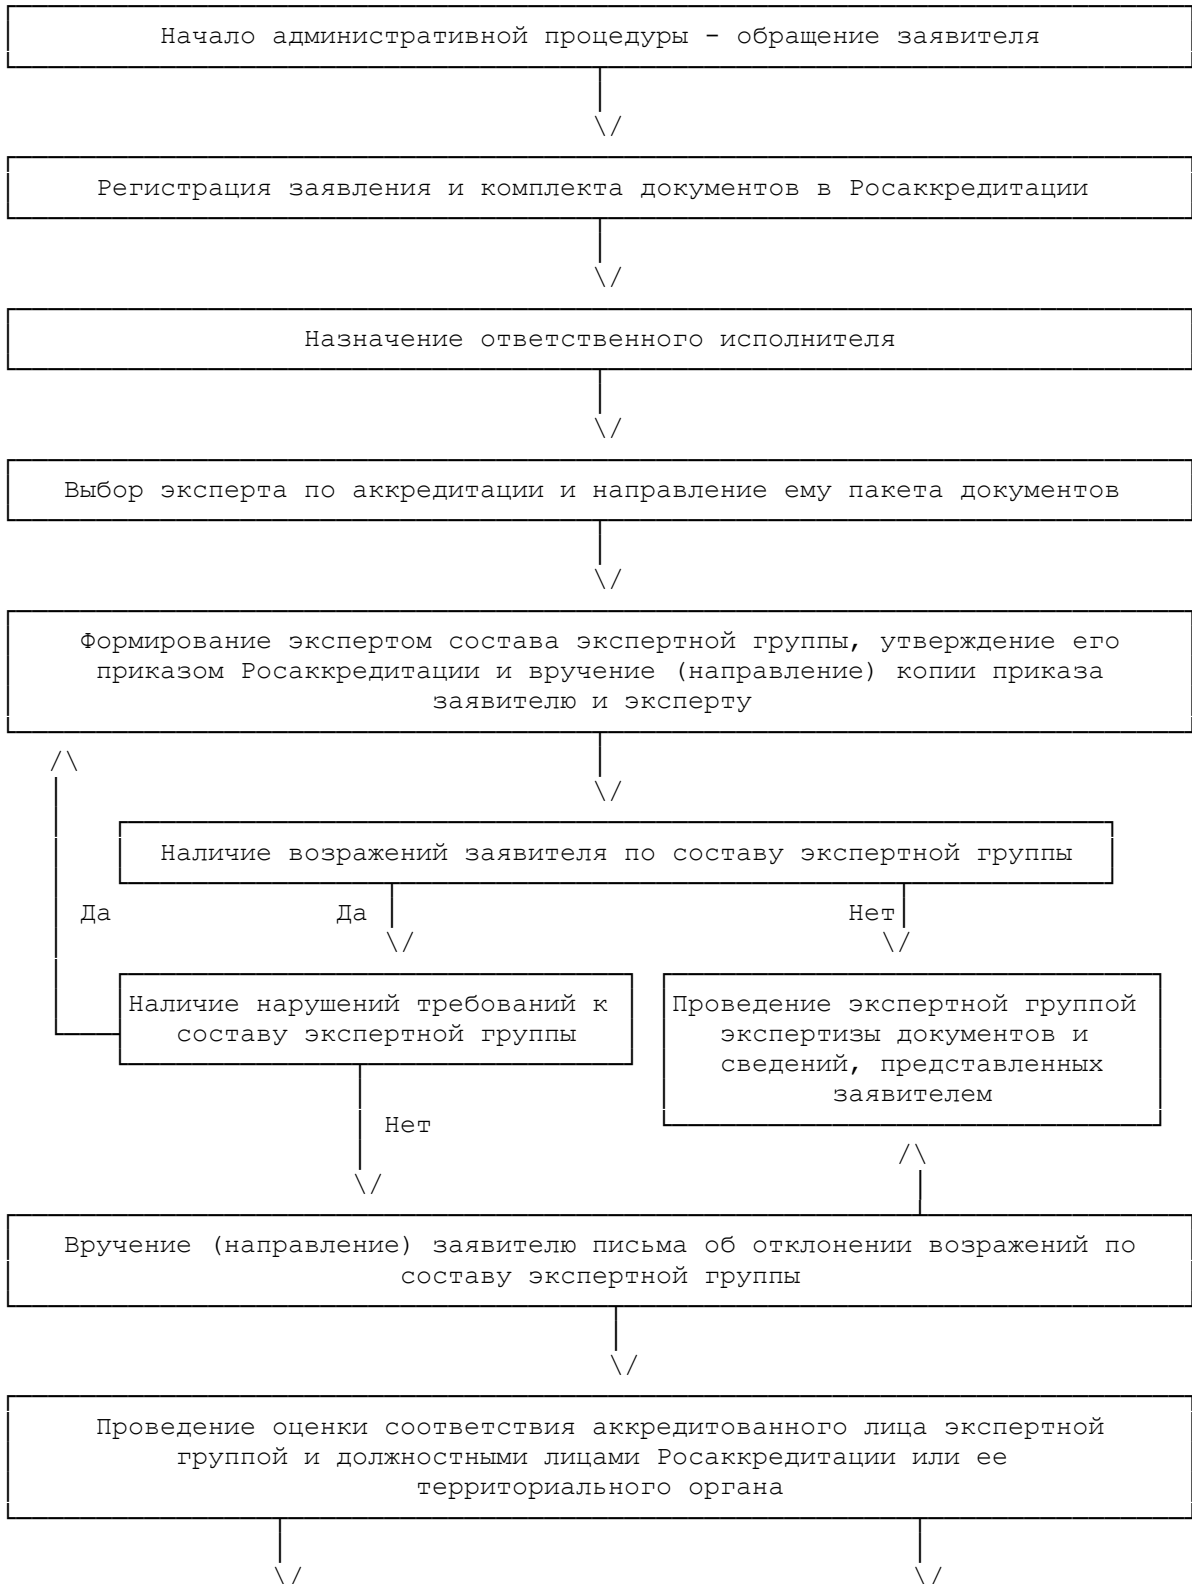 Начало административной процедуры - обращение заявителя
Регистрация заявления и комплекта документов в Росаккредитации
Назначение ответственного исполнителя
Выбор эксперта по аккредитации и направление ему пакета документов
Формирование экспертом состава экспертной группы, утверждение его
приказом Росаккредитации и вручение (направление) копии приказа
заявителю и эксперту
Наличие возражений заявителя по составу экспертной группы
Да
Да
Нет
Наличие нарушений требований к
составу экспертной группы
Проведение экспертной группой
экспертизы документов и
сведений, представленных
заявителем
Нет
Вручение (направление) заявителю письма об отклонении возражений по
составу экспертной группы
Проведение оценки соответствия аккредитованного лица экспертной
группой и должностными лицами Росаккредитации или ее
территориального органа